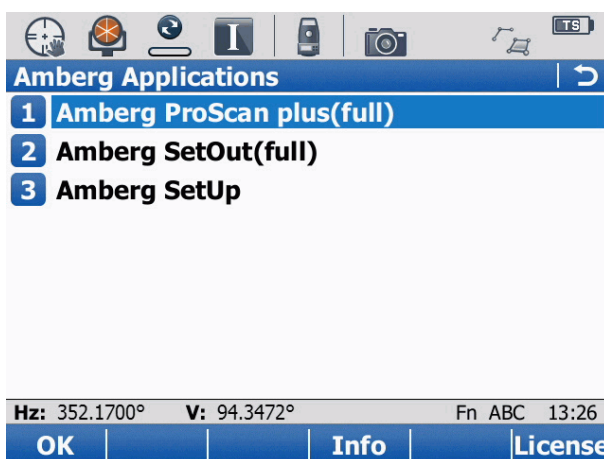 I
TS
Amberg Applications
1 Amberg ProScan plus(full)
2 Amberg SetOut(full)
3 Amberg SetUp
Hz: 352.1700° V: 94.3472° Fn ABC 13:26
OK Info License